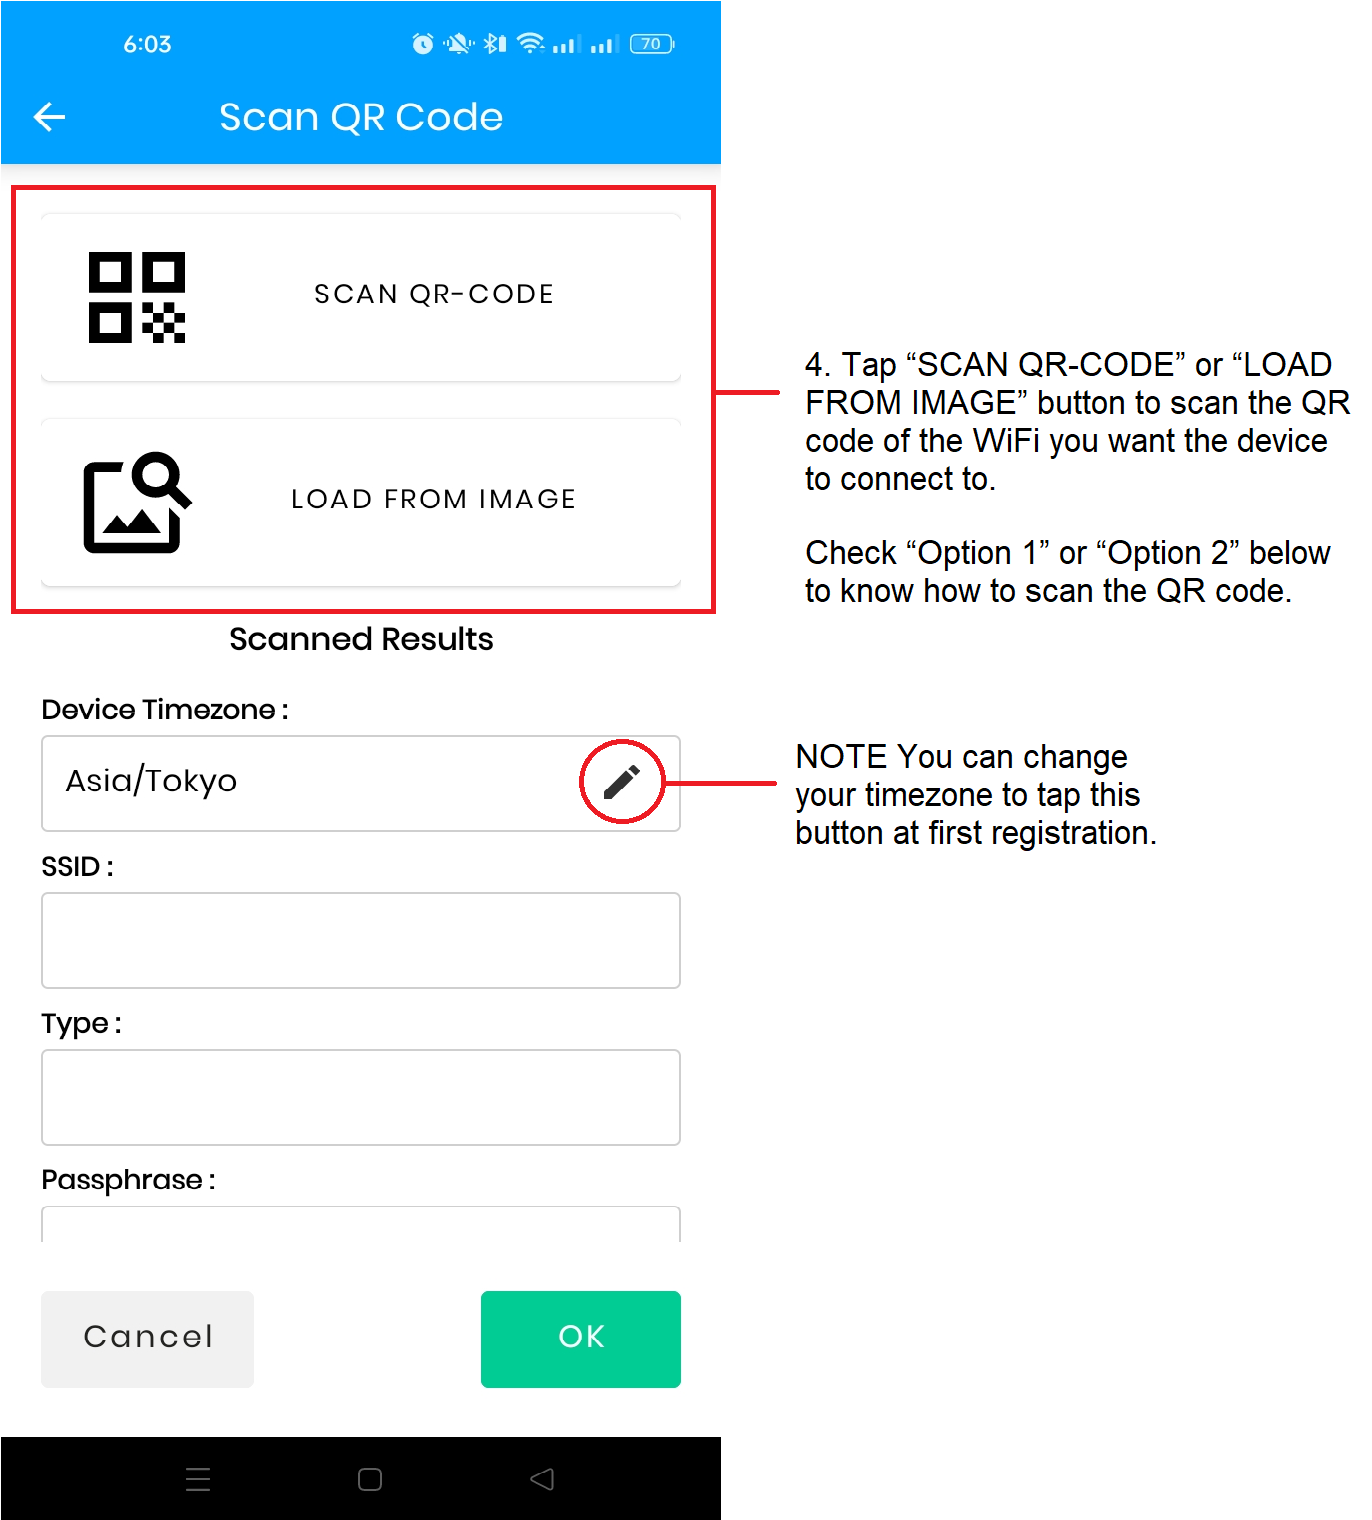 6:03
70
Scan QR Code
SCAN QR-CODE
LOAD FROM IMAGE
4. Tap “SCAN QR-CODE” or “LOAD
FROM IMAGE” button to scan the QR
code of the WiFi you want the device
to connect to.
Check “Option 1” or “Option 2” below
to know how to scan the QR code.
Scanned Results
Device Timezone :
Asia/Tokyo
NOTE You can change
your timezone to tap this
button at first registration.
SSID :
Type :
Passphrase :
Cancel
OK